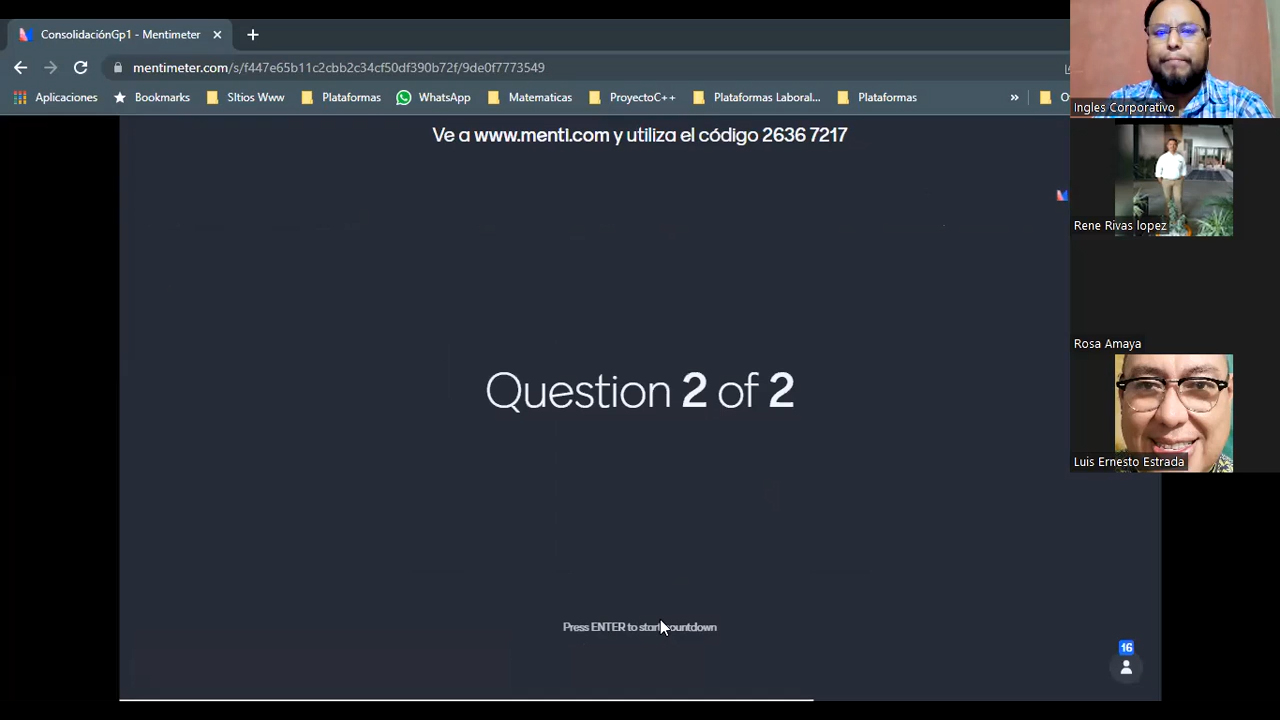 ConsolidaciónGp1 - Mentimeter
mentimeter.com/s/f447e65b11c2cbb2c34cf50df390b72f/9de0f7773549
Aplicaciones Bookmarks SItios Www Plataformas WhatsApp Matematicas ProyectoC++ Plataformas Laboral... Plataformas »
Ve a www.menti.com y utiliza el código 2636 7217
Question 2 of 2
Press ENTER to start countdown
16
Ingles Corporativo
Rene Rivas lopez
Rosa Amaya
Luis Ernesto Estrada